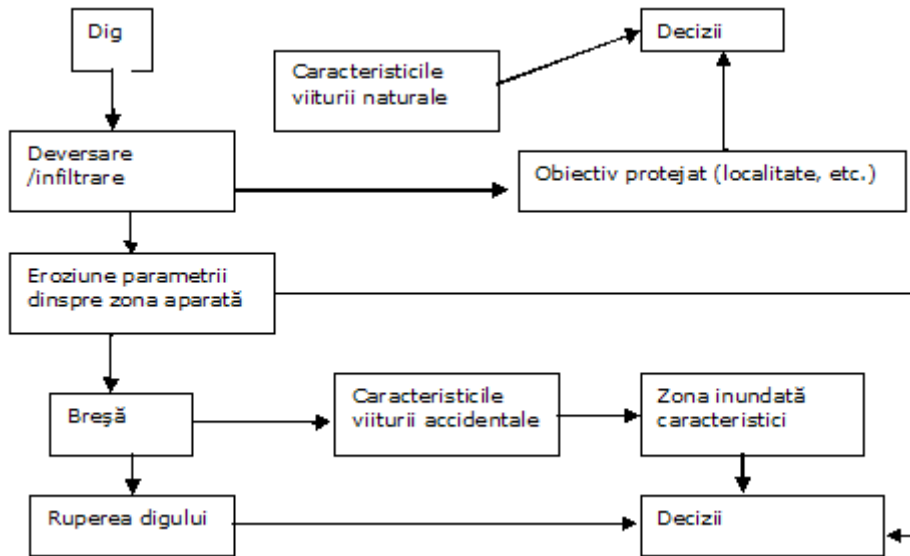 Dig
Decizii
Caracteristicile
viiturii naturale
Deversare
/infiltrare
Obiectiv protejat (localitate, etc.)
Eroziune parametrii
dinspre zona aparată
Breşă
Caracteristicile
viiturii accidentale
Zona inundată
caracteristici
Ruperea digului
Decizii